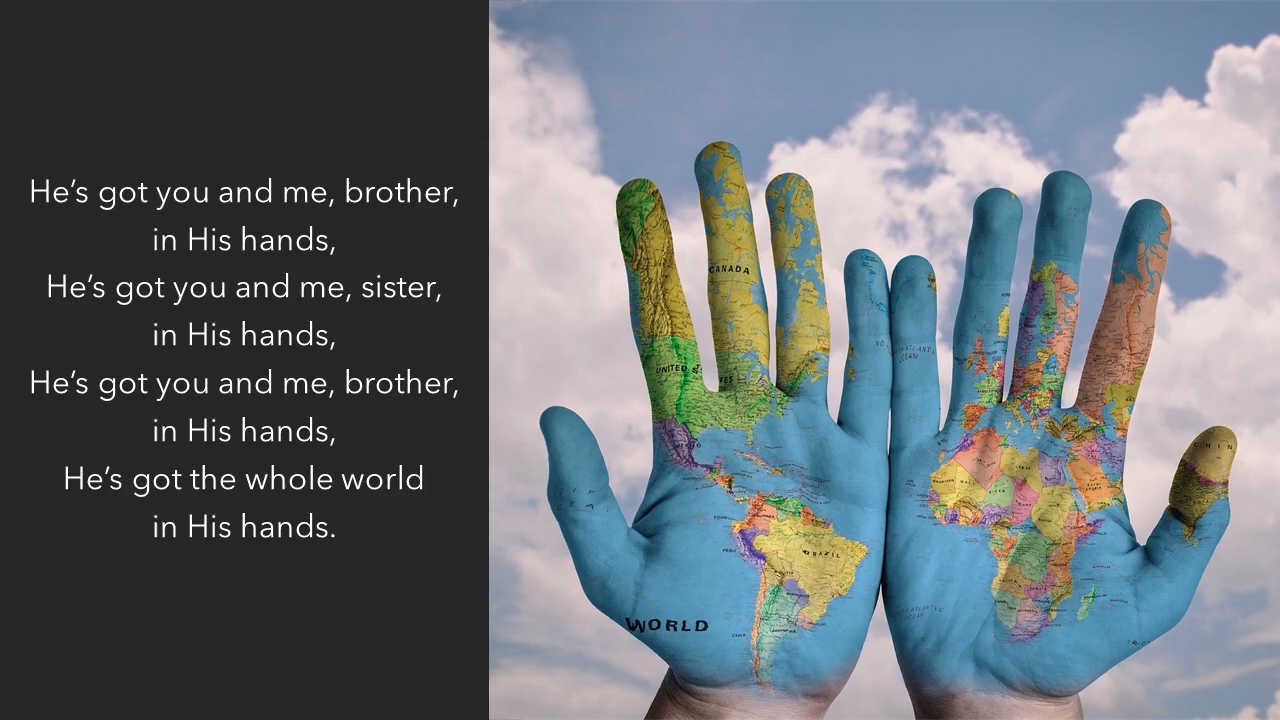 He’s got you and me, brother,
in His hands,
He’s got you and me, sister,
in His hands,
He’s got you and me, brother,
in His hands,
He’s got the whole world
in His hands.
CANADA
UNITED
BRAZIL
PERU
WORLD